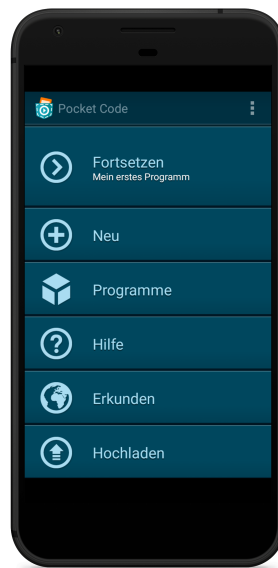 Pocket Code
Fortsetzen
Mein erstes Programm
Neu
Programme
Hilfe
Erkunden
Hochladen